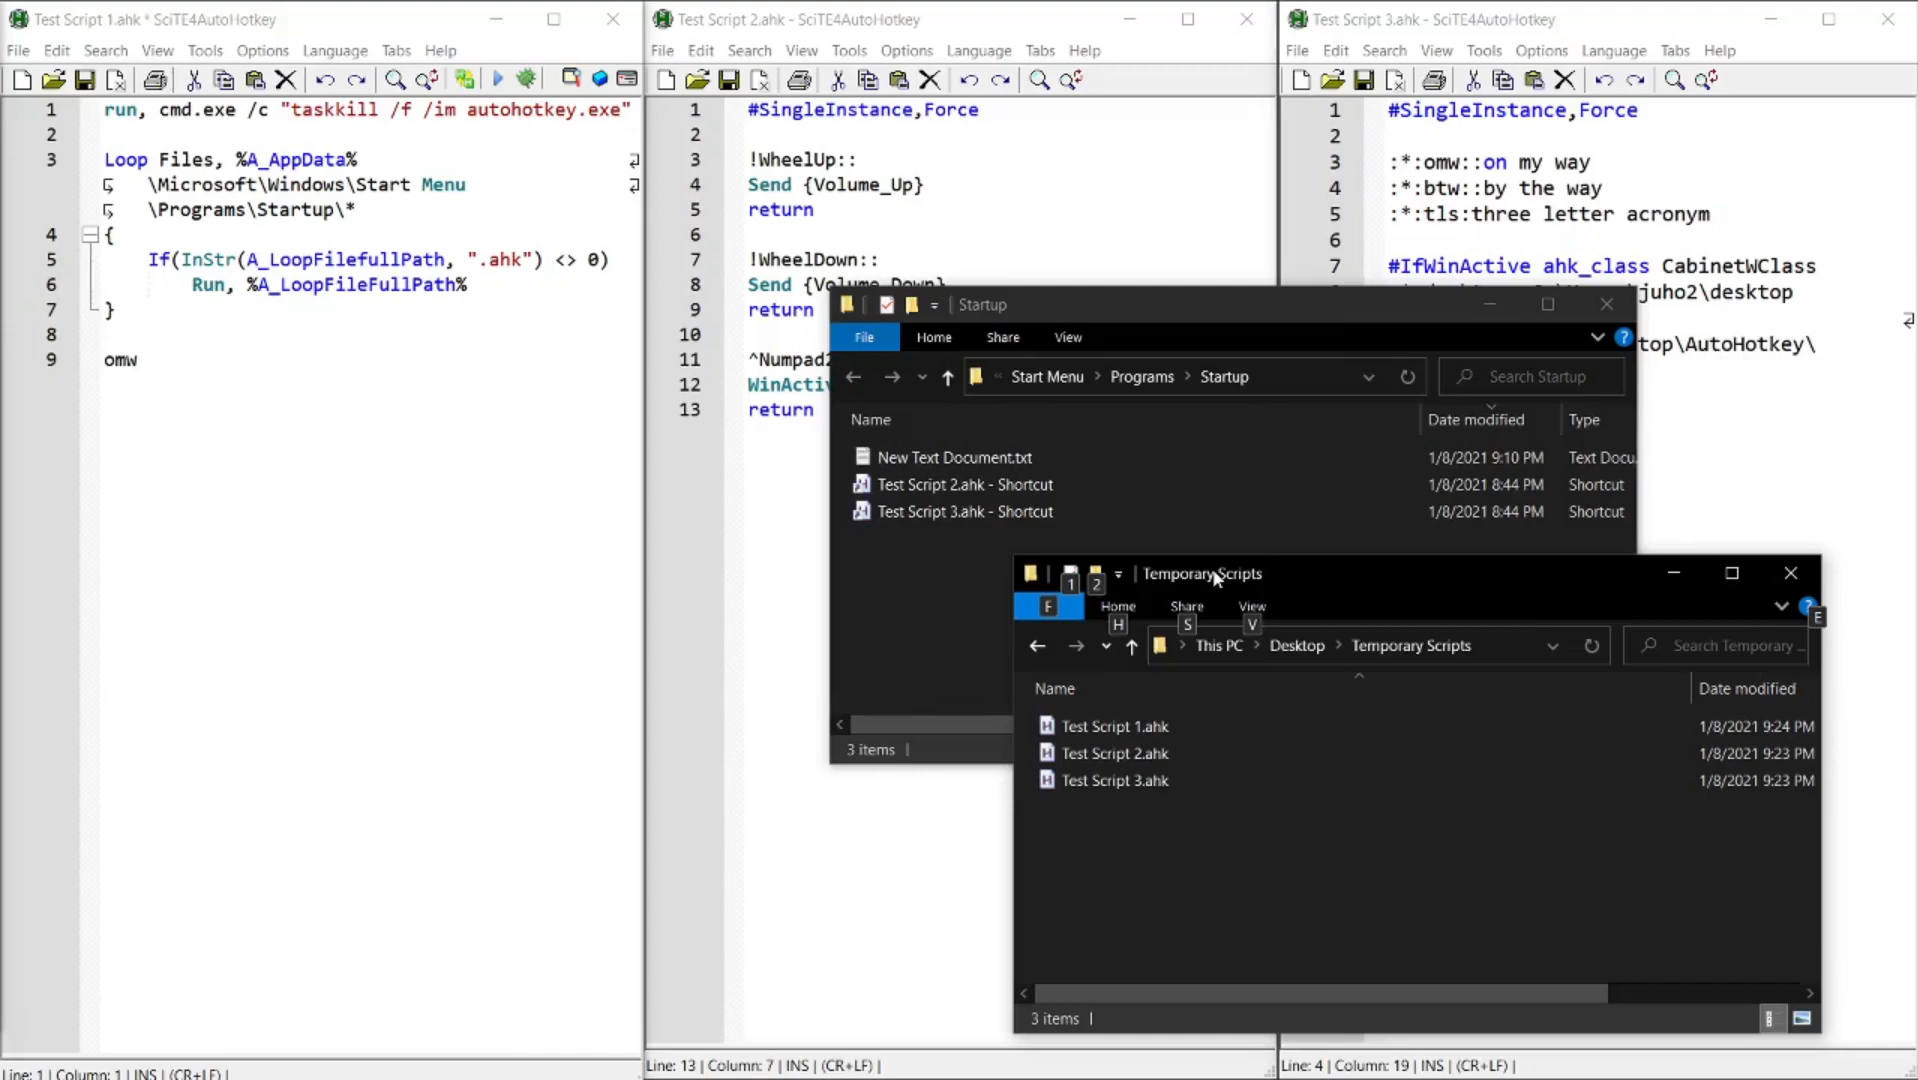 Test Script 1.ahk * SciTE4AutoHotkey
File Edit Search View Tools Options Language Tabs Help
1 run, cmd.exe /c "taskkill /f /im autohotkey.exe"
2
3 Loop Files, %A_AppData%
\Microsoft\Windows\Start Menu
\Programs\Startup\*
4 {
5 If(InStr(A_LoopFilefullPath, ".ahk") <> 0)
6 Run, %A_LoopFileFullPath%
7 }
8
9 omw
Line: 1 | Column: 1 | INS | (CR+LF) |
Test Script 2.ahk - SciTE4AutoHotkey
File Edit Search View Tools Options Language Tabs Help
1 #SingleInstance,Force
2
3 !WheelUp::
4 Send {Volume_Up}
5 return
6
7 !WheelDown::
8 Send {Volume_Down}
9 return
10
11 ^Numpad
12
13 return
Line: 13 | Column: 7 | INS | (CR+LF) |
Test Script 3.ahk - SciTE4AutoHotkey
File Edit Search View Tools Options Language Tabs Help
1 #SingleInstance,Force
2
3 :*:omw::on my way
4 :*:btw::by the way
5 :*:tls:three letter acronym
6
7 #IfWinActive ahk_class CabinetWClass
juho2\desktop
top\AutoHotkey\
Line: 4 | Column: 19 | INS | (CR+LF) |
Startup
File Home Share View
« Start Menu > Programs > Startup
Search Startup
Name Date modified Type
New Text Document.txt 1/8/2021 9:10 PM Text Docu
Test Script 2.ahk - Shortcut 1/8/2021 8:44 PM Shortcut
Test Script 3.ahk - Shortcut 1/8/2021 8:44 PM Shortcut
3 items
1 2 Temporary Scripts
F Home Share View
H S V E
> This PC > Desktop > Temporary Scripts
Search Temporary ...
Name Date modified
Test Script 1.ahk 1/8/2021 9:24 PM
Test Script 2.ahk 1/8/2021 9:23 PM
Test Script 3.ahk 1/8/2021 9:23 PM
3 items